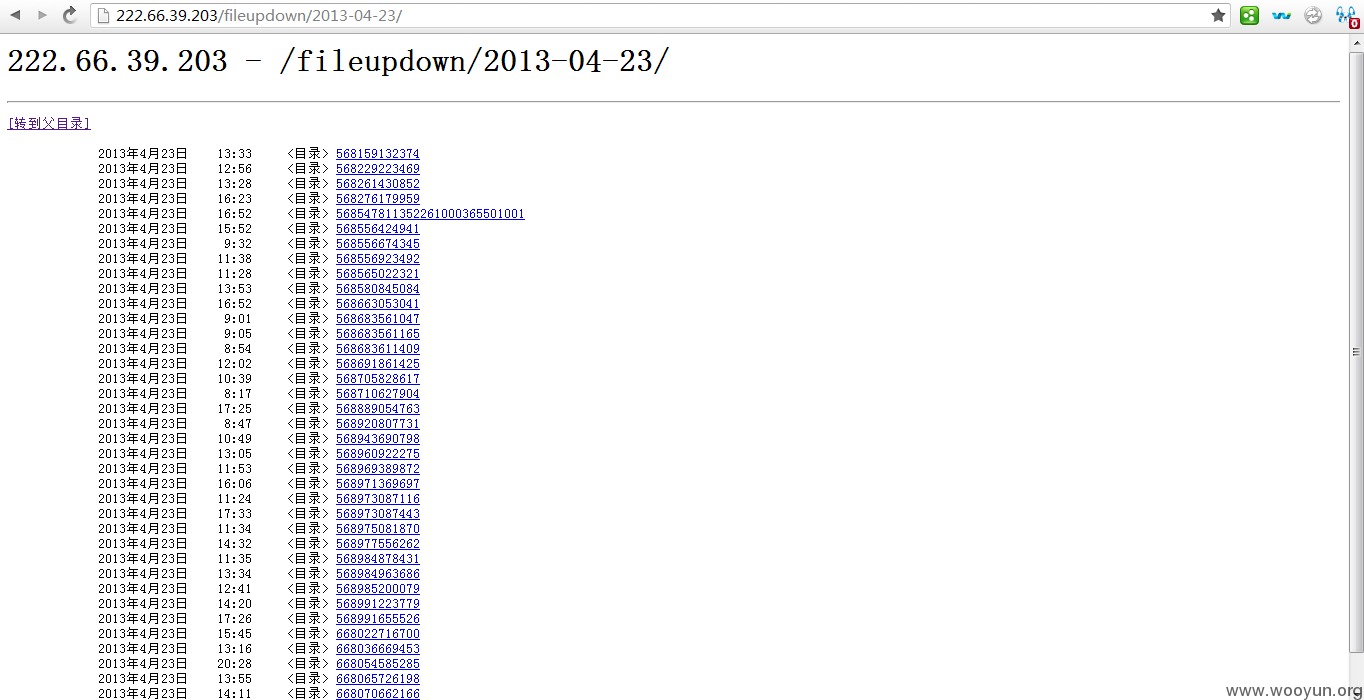 222.66.39.203/fileupdown/2013-04-23/
222.66.39.203 - /fileupdown/2013-04-23/
[转到父目录]
2013年4月23日 13:33 <目录> 568159132374
2013年4月23日 12:56 <目录> 568229223469
2013年4月23日 13:28 <目录> 568261430852
2013年4月23日 16:23 <目录> 568276179959
2013年4月23日 16:52 <目录> 568547811352261000365501001
2013年4月23日 15:52 <目录> 568556424941
2013年4月23日 9:32 <目录> 568556674345
2013年4月23日 11:38 <目录> 568556923492
2013年4月23日 11:28 <目录> 568565022321
2013年4月23日 13:53 <目录> 568580845084
2013年4月23日 16:52 <目录> 568663053041
2013年4月23日 9:01 <目录> 568683561047
2013年4月23日 9:05 <目录> 568683561165
2013年4月23日 8:54 <目录> 568683611409
2013年4月23日 12:02 <目录> 568691861425
2013年4月23日 10:39 <目录> 568705828617
2013年4月23日 8:17 <目录> 568710627904
2013年4月23日 17:25 <目录> 568889054763
2013年4月23日 8:47 <目录> 568920807731
2013年4月23日 10:49 <目录> 568943690798
2013年4月23日 13:05 <目录> 568960922275
2013年4月23日 11:53 <目录> 568969389872
2013年4月23日 16:06 <目录> 568971369697
2013年4月23日 11:24 <目录> 568973087116
2013年4月23日 17:33 <目录> 568973087443
2013年4月23日 11:34 <目录> 568975081870
2013年4月23日 14:32 <目录> 568977556262
2013年4月23日 11:35 <目录> 568984878431
2013年4月23日 13:34 <目录> 568984963686
2013年4月23日 12:41 <目录> 568985200079
2013年4月23日 14:20 <目录> 568991223779
2013年4月23日 17:26 <目录> 568991655526
2013年4月23日 15:45 <目录> 668022716700
2013年4月23日 13:16 <目录> 668036669453
2013年4月23日 20:28 <目录> 668054585285
2013年4月23日 13:55 <目录> 668065726198
2013年4月23日 14:11 <目录> 668070662166
www.wooyun.org
0